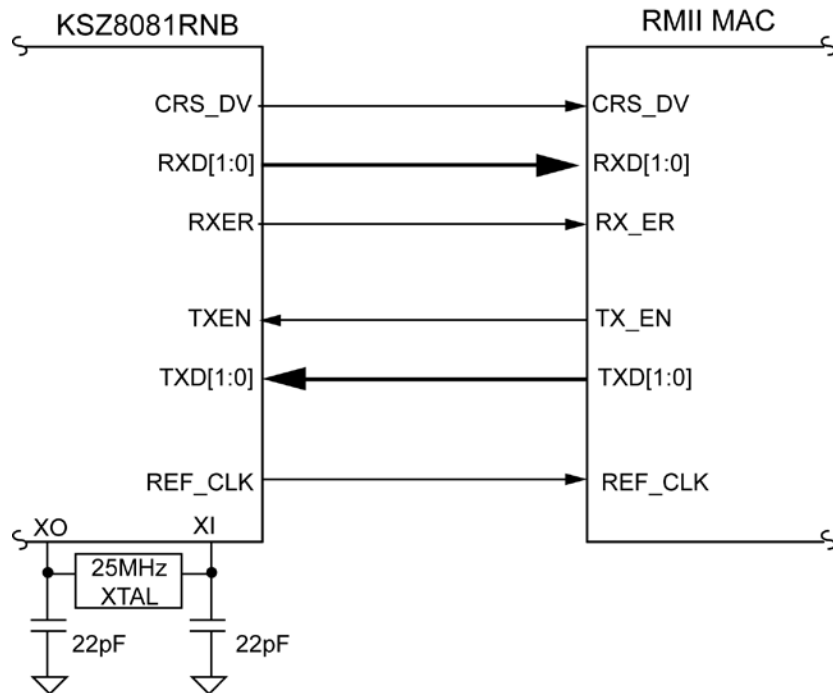 KSZ8081RNB
RMII MAC
CRS_DV
CRS_DV
RXD[1:0]
RXD[1:0]
RXER
RX_ER
TXEN
TX_EN
TXD[1:0]
TXD[1:0]
REF_CLK
REF_CLK
XO
XI
25MHz
XTAL
22pF
22pF